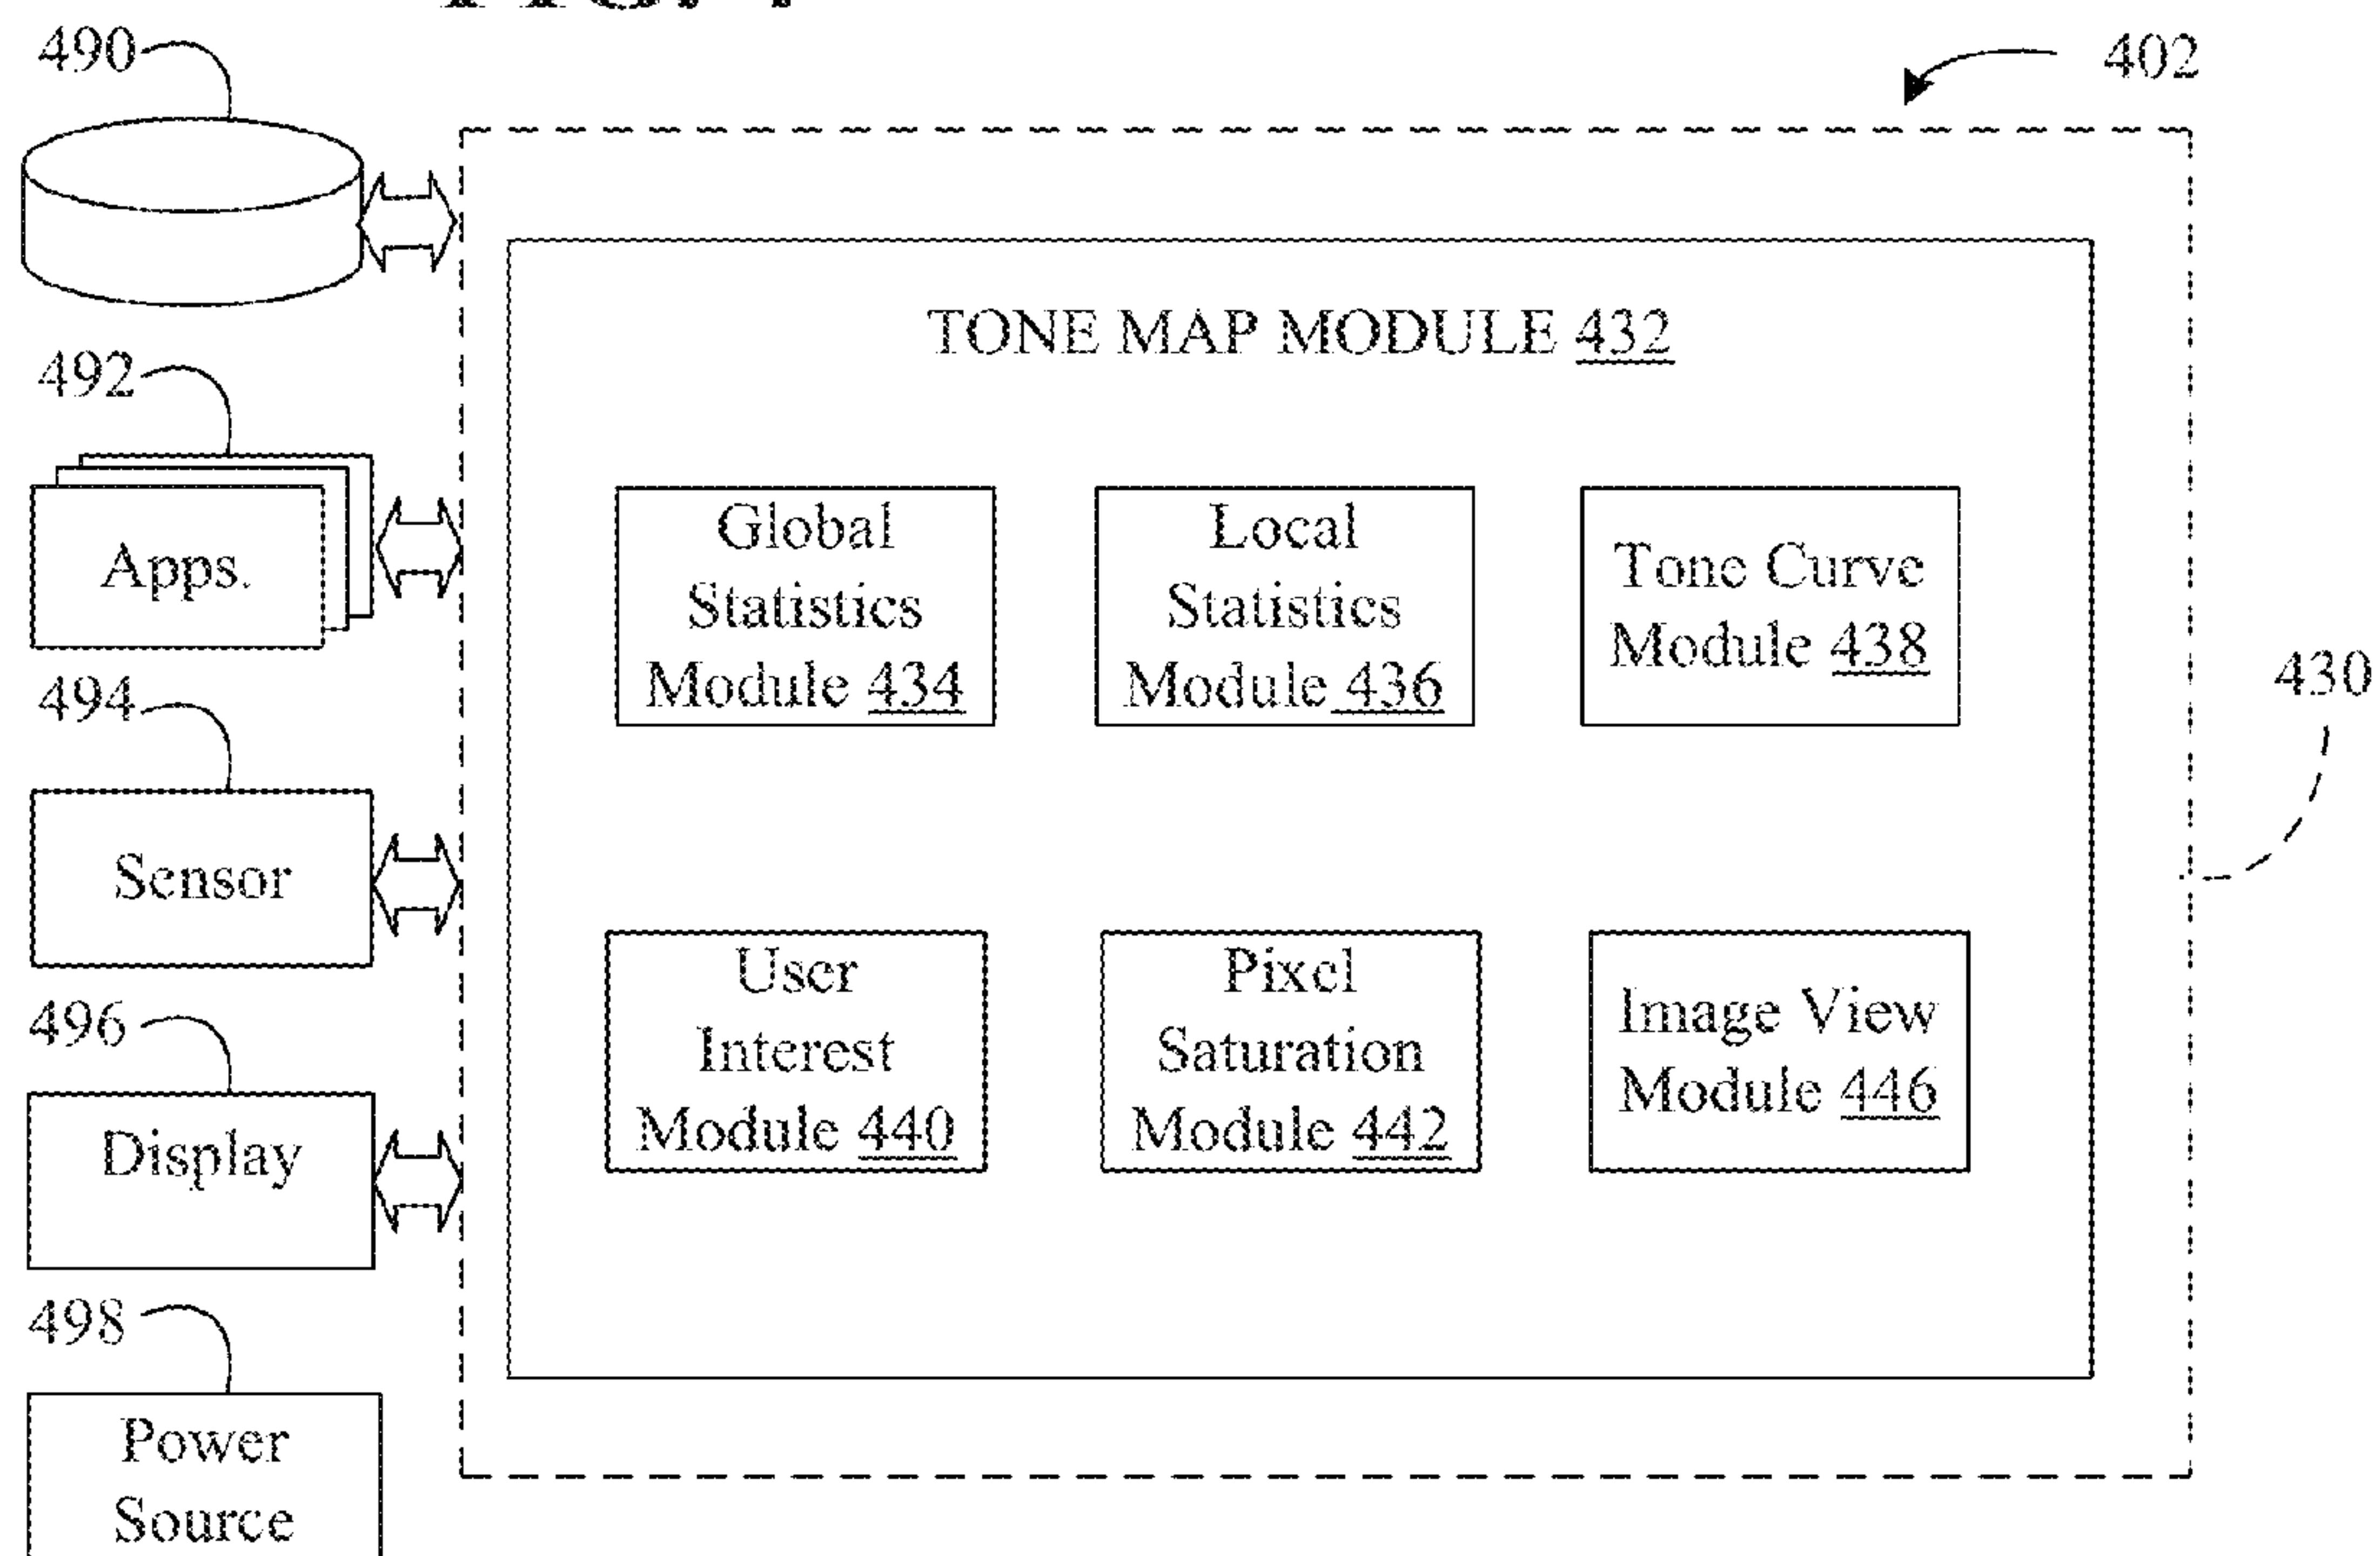 490
402
TONE MAP MODULE 432
492
Apps.
Global
Statistics
Module 434
Local
Statistics
Module 436
Tone Curve
Module 438
430
494
Sensor
User
Interest
Module 440
Pixel
Saturation
Module 442
Image View
Module 446
496
Display
498
Power
Source